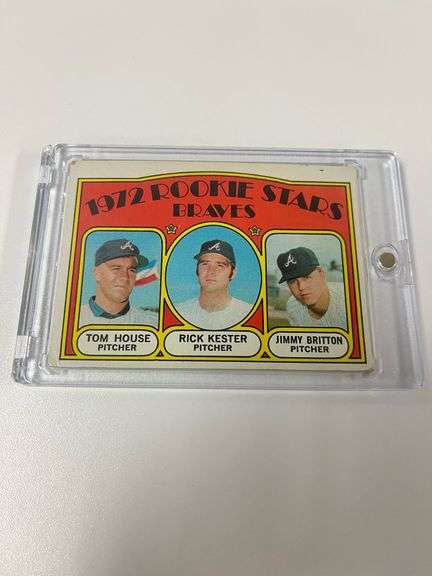 1972 ROOKIE STARS
BRAVES
A
A
A
TOM HOUSE
PITCHER
RICK KESTER
PITCHER
JIMMY BRITTON
PITCHER